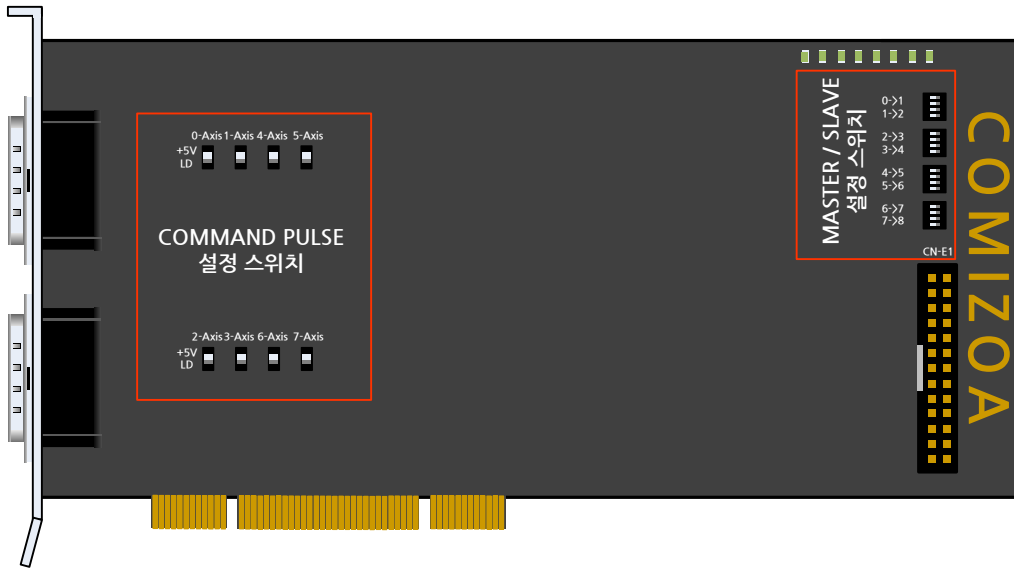 0-Axis 1-Axis 4-Axis 5-Axis
+5V
LD
COMMAND PULSE
설정 스위치
2-Axis 3-Axis 6-Axis 7-Axis
+5V
LD
MASTER / SLAVE
설정 스위치
0->1
1->2
2->3
3->4
4->5
5->6
6->7
7->8
CN-E1
COMIZOA